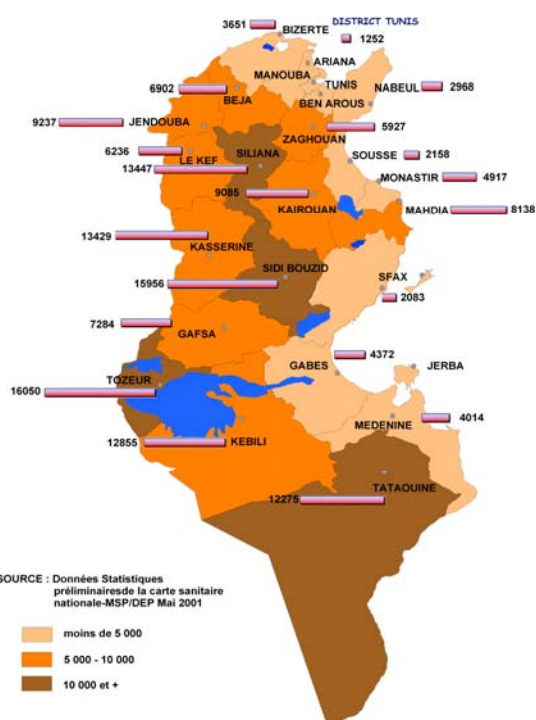 3651
DISTRICT TUNIS
BIZERTE
1252
ARIANA
MANOUBA
TUNIS
6902
NABEUL
2968
BEJA
BEN AROUS
9237
JENDOUBA
5927
ZAGHOUAN
6236
LE KEF
SILIANA
SOUSSE
2158
13447
MONASTIR
4917
9085
KAIROUAN
MAHDIA
8138
13429
KASSERINE
SIDI BOUZID
SFAX
15956
2083
7284
GAFSA
4372
GABES
JERBA
TOZEUR
16050
4014
MEDENINE
12855
KEBILI
TATAOUINE
12275
SOURCE : Données Statistiques
préliminairesde la carte sanitaire
nationale-MSP/DEP Mai 2001
moins de 5 000
5 000 - 10 000
10 000 et +